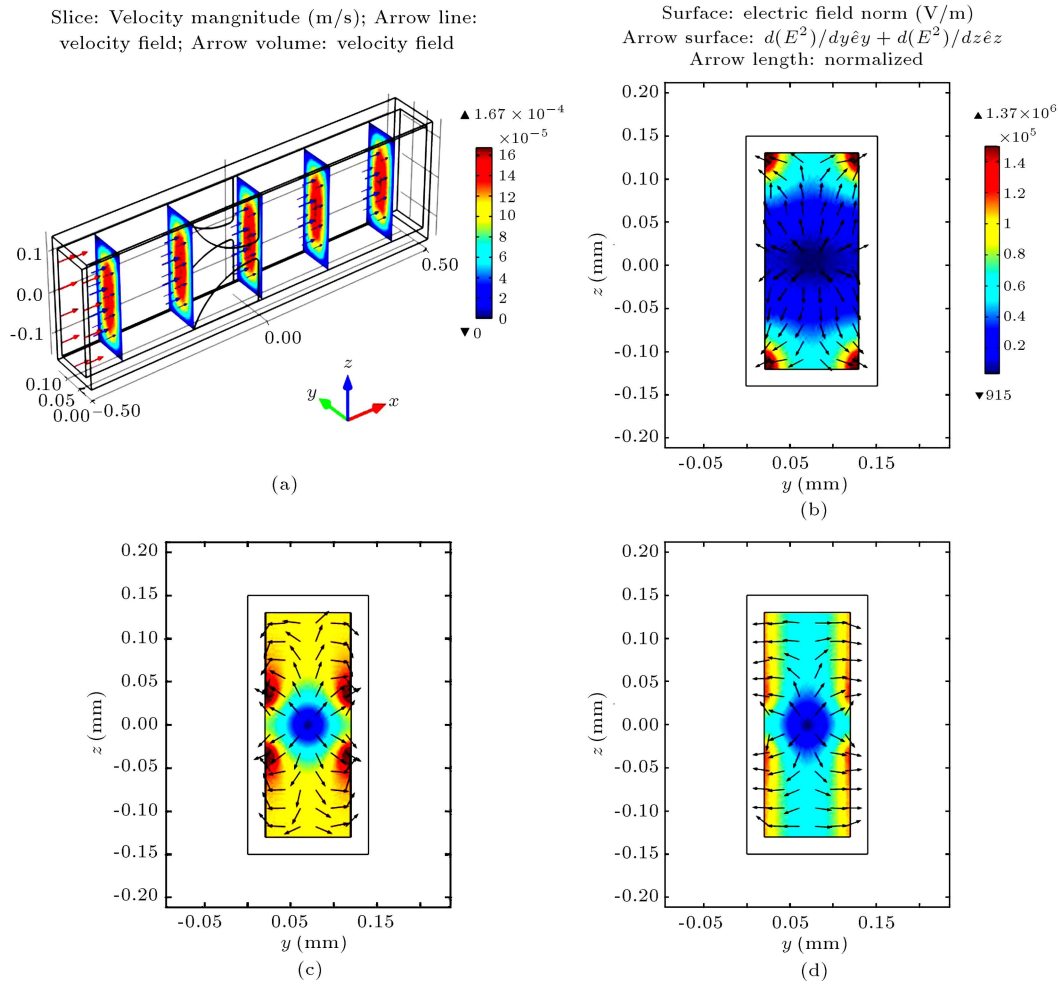 Slice: Velocity mangnitude (m/s); Arrow line:
velocity field; Arrow volume: velocity field
▲ 1.67 × 10⁻⁴
×10⁻⁵
16
14
12
10
8
6
4
2
0
▼ 0
0.1
0.0
-0.1
0.10
0.05
0.00
−0.50
0.00
0.50
z
y
x
(a)
Surface: electric field norm (V/m)
Arrow surface: d(E²)/dyêy + d(E²)/dzêz
Arrow length: normalized
0.20
0.15
0.10
0.05
0.00
-0.05
-0.10
-0.15
-0.20
z (mm)
-0.05 0.05 0.15
y (mm)
▲ 1.37×10⁶
×10⁵
1.4
1.2
1.0
0.8
0.6
0.4
0.2
▼915
(b)
0.20
0.15
0.10
0.05
0.00
-0.05
-0.10
-0.15
-0.20
z (mm)
-0.05 0.05 0.15
y (mm)
(c)
0.20
0.15
0.10
0.05
0.00
-0.05
-0.10
-0.15
-0.20
z (mm)
-0.05 0.05 0.15
y (mm)
(d)